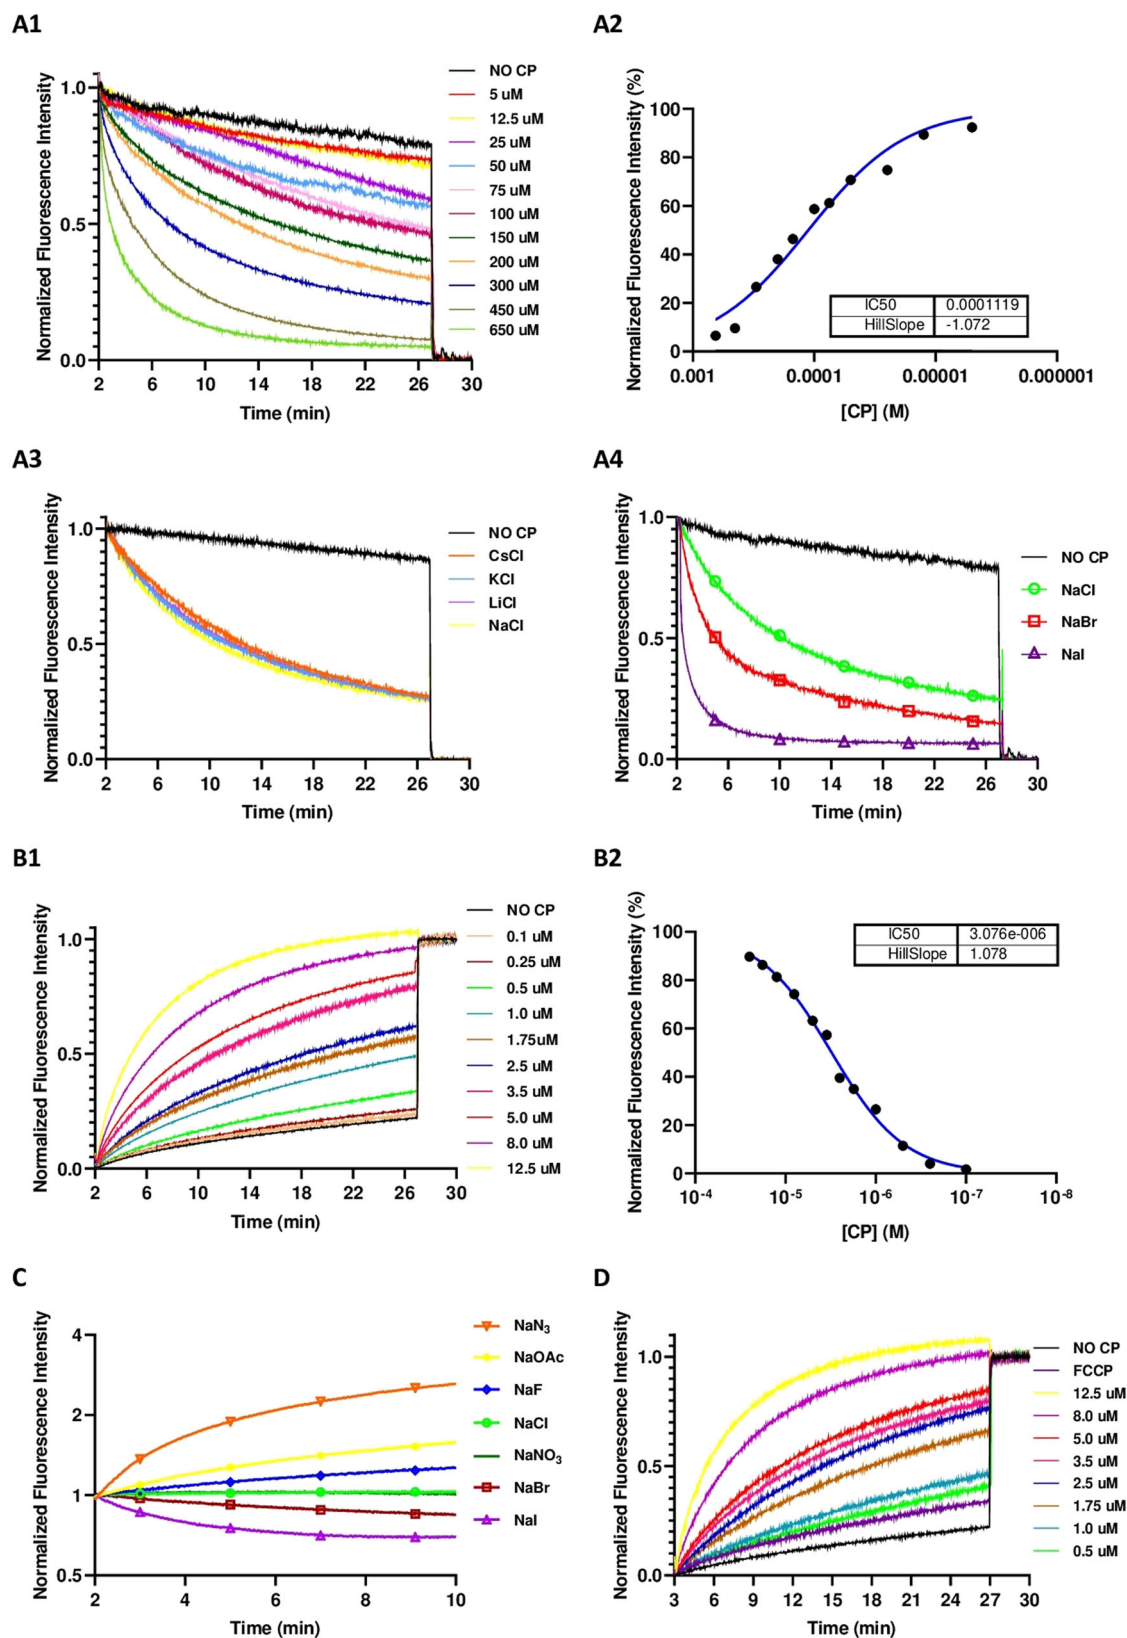 A1
Normalized Fluorescence Intensity
1.0
0.5
0.0
2 6 10 14 18 22 26 30
Time (min)
NO CP
5 uM
12.5 uM
25 uM
50 uM
75 uM
100 uM
150 uM
200 uM
300 uM
450 uM
650 uM
A2
Normalized Fluorescence Intensity (%)
100
80
60
40
20
0
IC50 0.0001119
HillSlope -1.072
0.001 0.0001 0.00001 0.000001
[CP] (M)
A3
Normalized Fluorescence Intensity
1.0
0.5
0.0
2 6 10 14 18 22 26 30
Time (min)
NO CP
CsCl
KCl
LiCl
NaCl
A4
Normalized Fluorescence Intensity
1.0
0.5
0.0
2 6 10 14 18 22 26 30
Time (min)
NO CP
NaCl
NaBr
NaI
B1
Normalized Fluorescence Intensity
1.0
0.5
0.0
2 6 10 14 18 22 26 30
Time (min)
NO CP
0.1 uM
0.25 uM
0.5 uM
1.0 uM
1.75uM
2.5 uM
3.5 uM
5.0 uM
8.0 uM
12.5 uM
B2
Normalized Fluorescence Intensity (%)
100
80
60
40
20
0
IC50 3.076e-006
HillSlope 1.078
10⁻⁴ 10⁻⁵ 10⁻⁶ 10⁻⁷ 10⁻⁸
[CP] (M)
C
Normalized Fluorescence Intensity
4
2
1
0.5
2 4 6 8 10
Time (min)
NaN₃
NaOAc
NaF
NaCl
NaNO₃
NaBr
NaI
D
Normalized Fluorescence Intensity
1.0
0.5
0.0
3 6 9 12 15 18 21 24 27 30
Time (min)
NO CP
FCCP
12.5 uM
8.0 uM
5.0 uM
3.5 uM
2.5 uM
1.75 uM
1.0 uM
0.5 uM